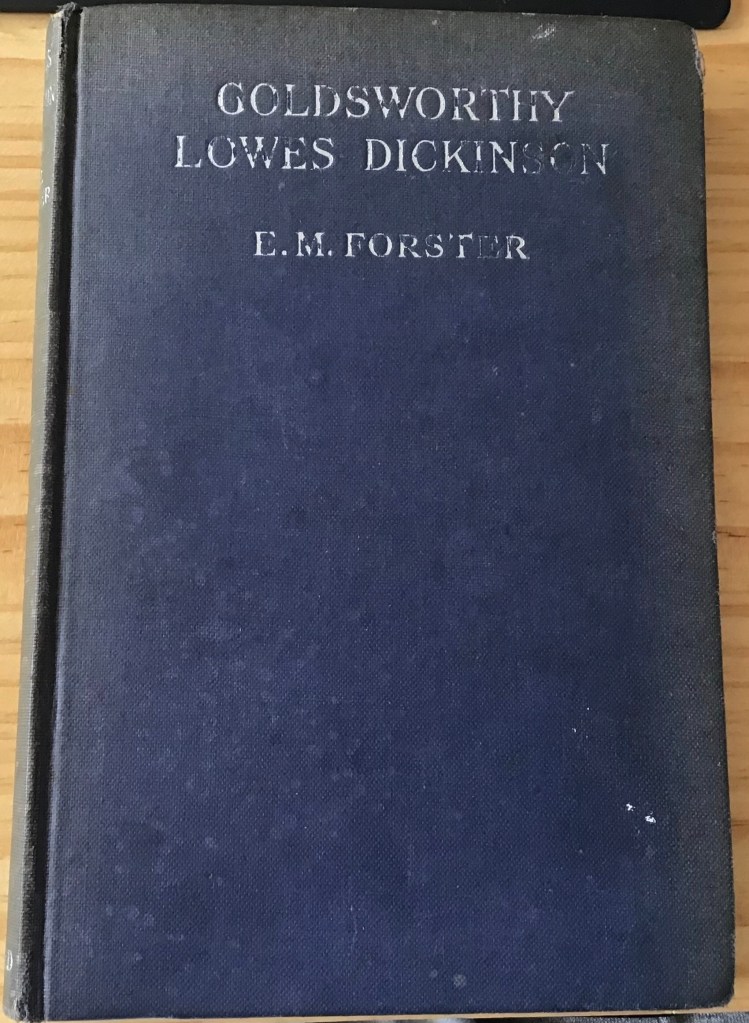 GOLDSWORTHY
LOWES DICKINSON
E. M. FORSTER